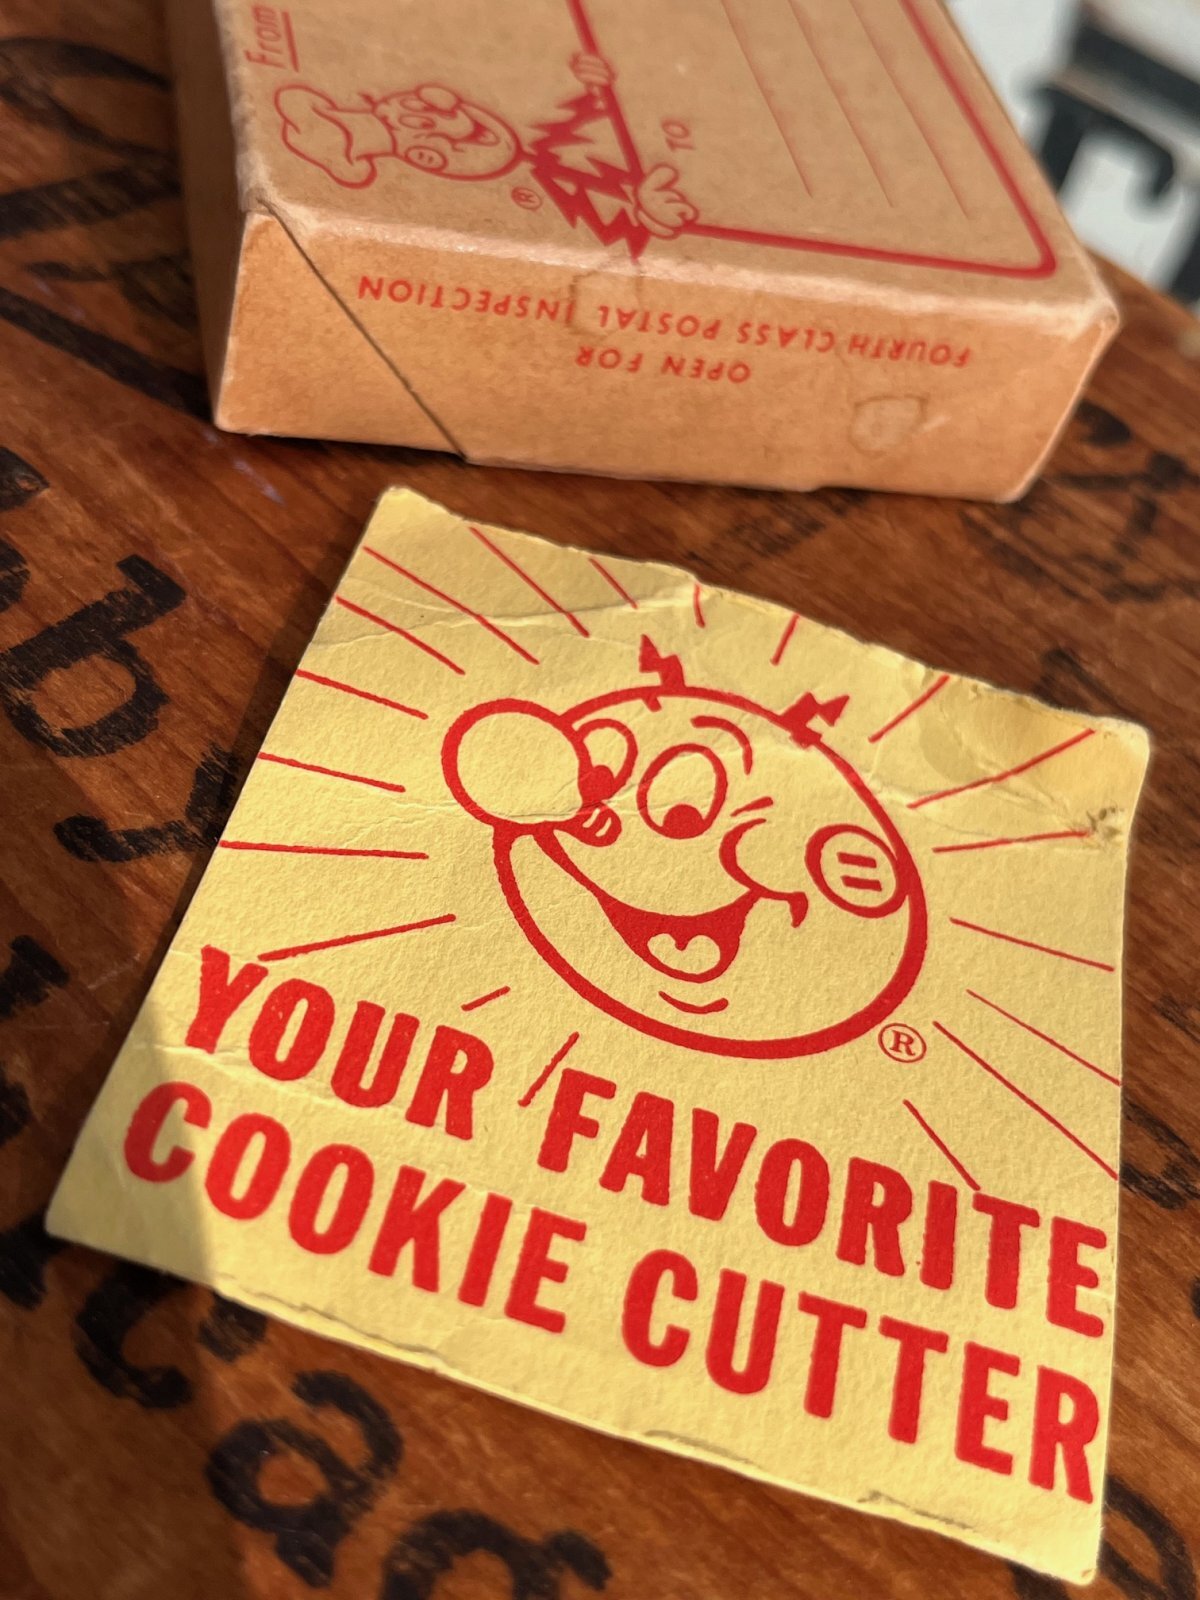 From
®
TO
OPEN FOR
FOURTH CLASS POSTAL INSPECTION
®
YOUR FAVORITE
COOKIE CUTTER